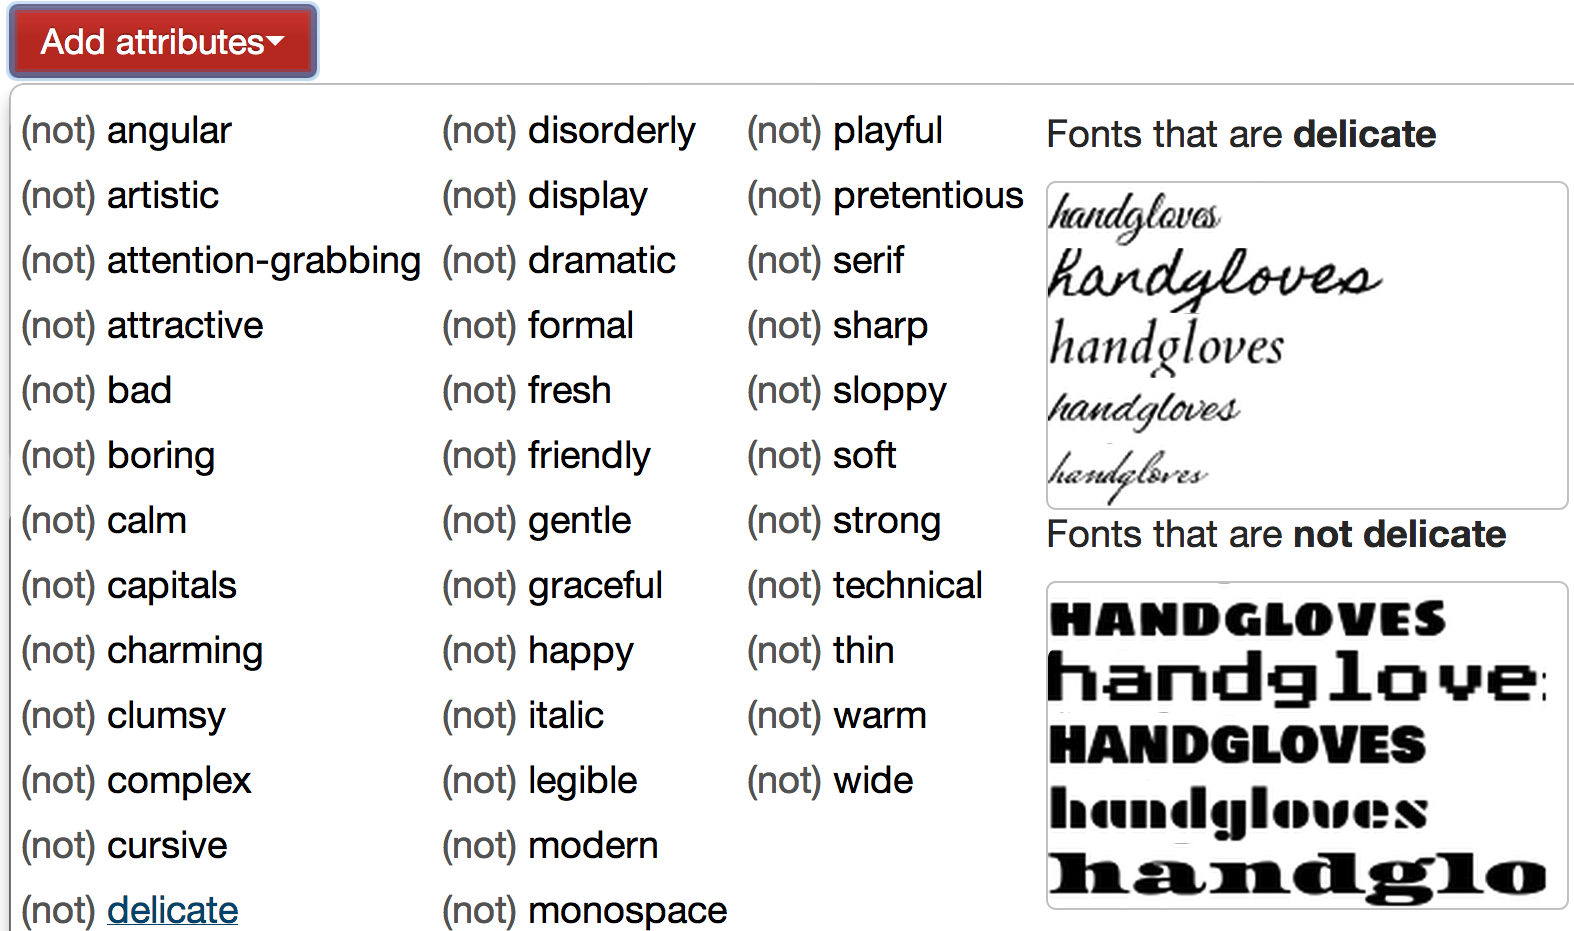 Add attributes
(not) angular
(not) artistic
(not) attention-grabbing
(not) attractive
(not) bad
(not) boring
(not) calm
(not) capitals
(not) charming
(not) clumsy
(not) complex
(not) cursive
(not) delicate
(not) disorderly
(not) display
(not) dramatic
(not) formal
(not) fresh
(not) friendly
(not) gentle
(not) graceful
(not) happy
(not) italic
(not) legible
(not) modern
(not) monospace
(not) playful
(not) pretentious
(not) serif
(not) sharp
(not) sloppy
(not) soft
(not) strong
(not) technical
(not) thin
(not) warm
(not) wide
Fonts that are delicate
handgloves
handgloves
handgloves
handgloves
handgloves
Fonts that are not delicate
HANDGLOVES
handglove
HANDGLOVES
handgloves
handglo